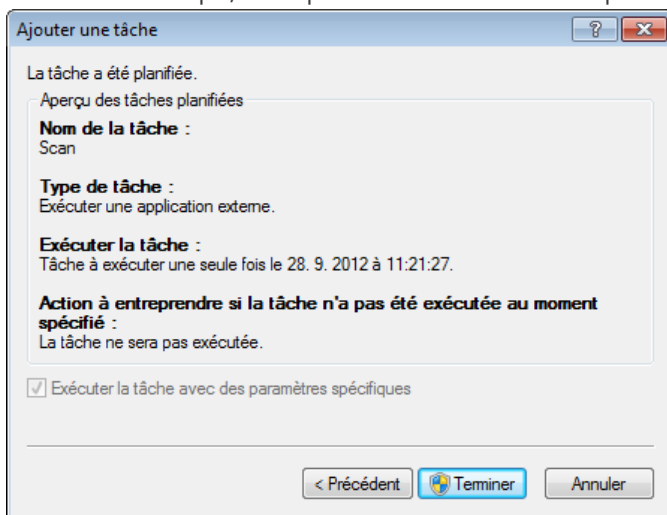 Ajouter une tâche
La tâche a été planifiée.
Aperçu des tâches planifiées
Nom de la tâche :
Scan
Type de tâche :
Exécuter une application externe.
Exécuter la tâche :
Tâche à exécuter une seule fois le 28. 9. 2012 à 11:21:27.
Action à entreprendre si la tâche n'a pas été exécutée au moment
spécifié :
La tâche ne sera pas exécutée.
Exécuter la tâche avec des paramètres spécifiques
< Précédent Terminer Annuler